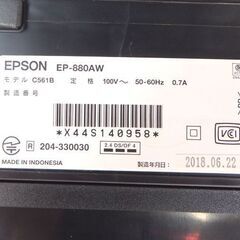 EPSON EP-880AW
モデル C561B 定格 100V～ 50-60Hz 0.7A
製造番号
*X44S140958*
R 204-330030 2.4 DS/OF 4
MADE IN INDONESIA
VCI
製造年月日
2018.06.22